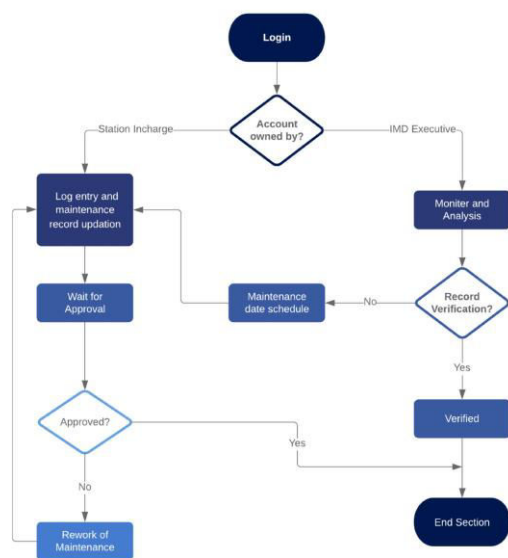 Login
Account
owned by?
Station Incharge
IMD Executive
Log entry and
maintenance
record updation
Moniter and
Analysis
Wait for
Approval
Maintenance
date schedule
No
Record
Verification?
Yes
Approved?
Verified
Yes
No
Rework of
Maintenance
End Section